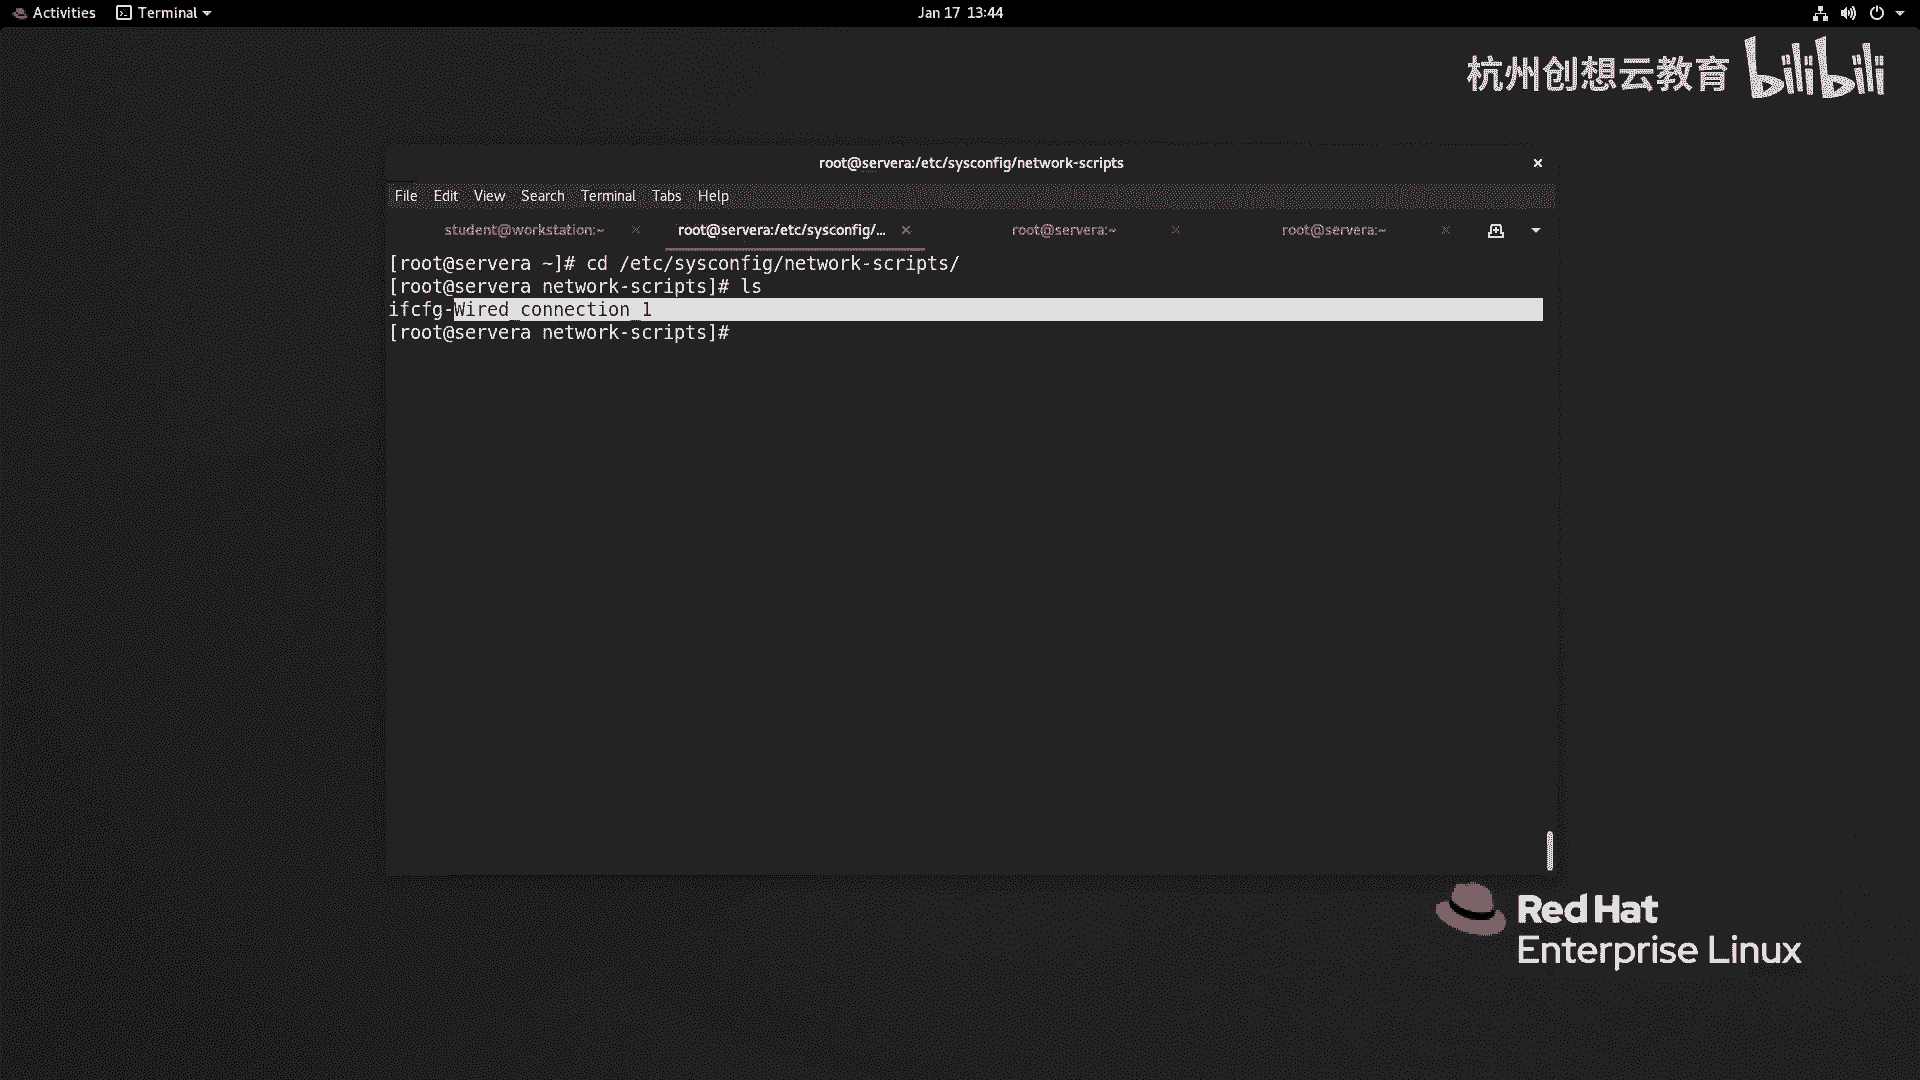 Activities Terminal Jan 17 13:44
杭州创想云教育 bilibili
root@servera:/etc/sysconfig/network-scripts
File Edit View Search Terminal Tabs Help
student@workstation:~ root@servera:/etc/sysconfig/... root@servera:~ root@servera:~
[root@servera ~]# cd /etc/sysconfig/network-scripts/
[root@servera network-scripts]# ls
ifcfg-Wired_connection_1
[root@servera network-scripts]#
Red Hat
Enterprise Linux